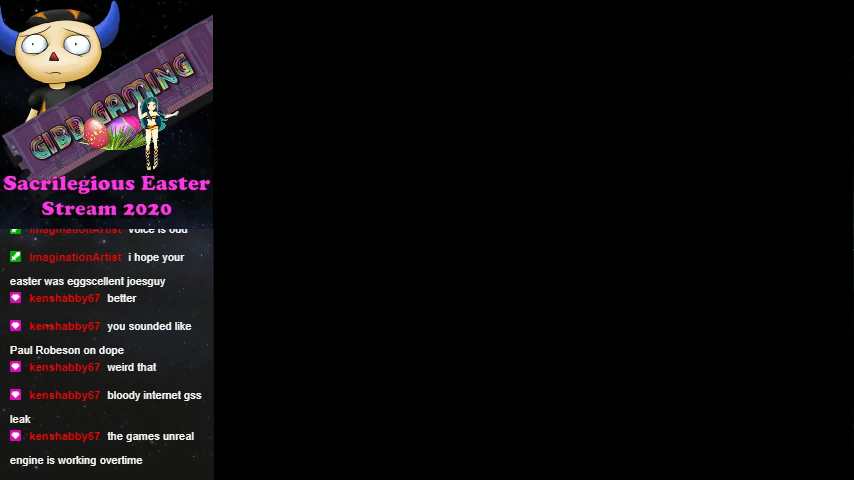 GIBB GAMING
Sacrilegious Easter
Stream 2020
ImaginationArtist voice is odd
ImaginationArtist i hope your
easter was eggscellent joesguy
kenshabby67 better
kenshabby67 you sounded like
Paul Robeson on dope
kenshabby67 weird that
kenshabby67 bloody internet gss
leak
kenshabby67 the games unreal
engine is working overtime